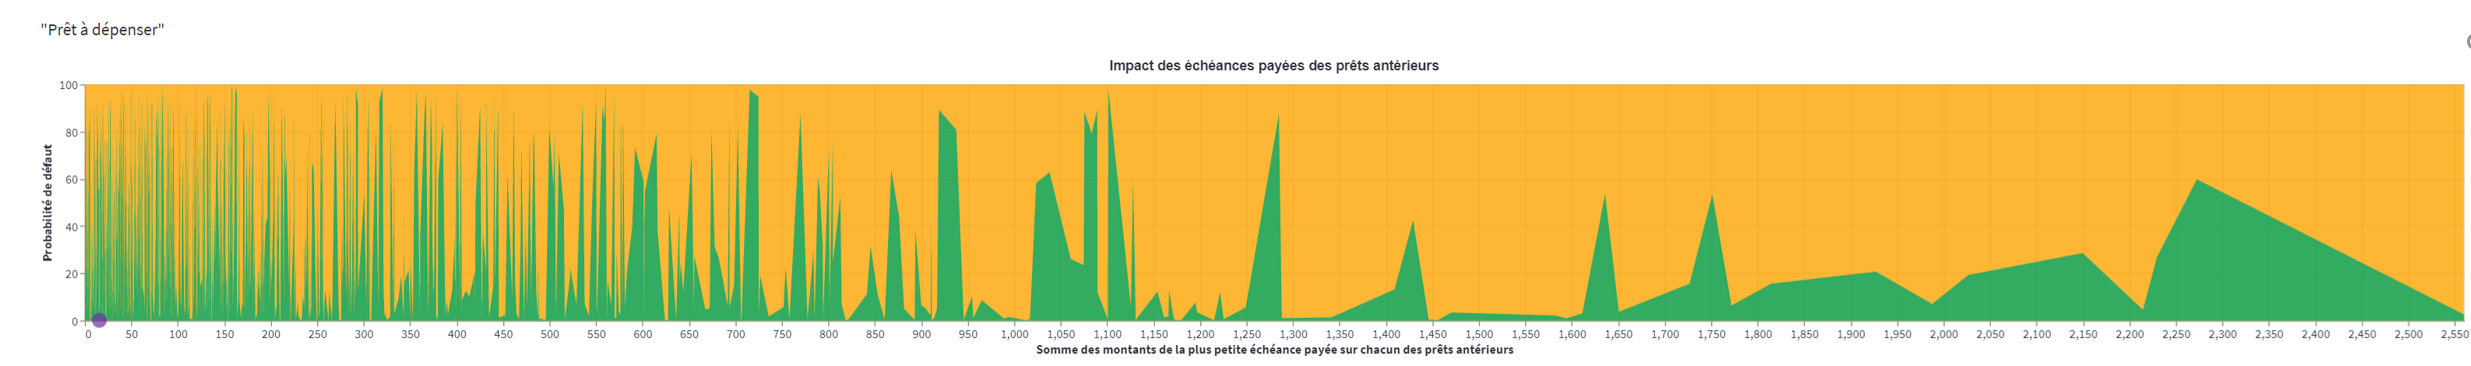 "Prêt à dépenser"
Impact des échéances payées des prêts antérieurs
Probabilité de défaut
100
80
60
40
20
0
0 50 100 150 200 250 300 350 400 450 500 550 600 650 700 750 800 850 900 950 1,000 1,050 1,100 1,150 1,200 1,250 1,300 1,350 1,400 1,450 1,500 1,550 1,600 1,650 1,700 1,750 1,800 1,850 1,900 1,950 2,000 2,050 2,100 2,150 2,200 2,250 2,300 2,350 2,400 2,450 2,500 2,550
Somme des montants de la plus petite échéance payée sur chacun des prêts antérieurs